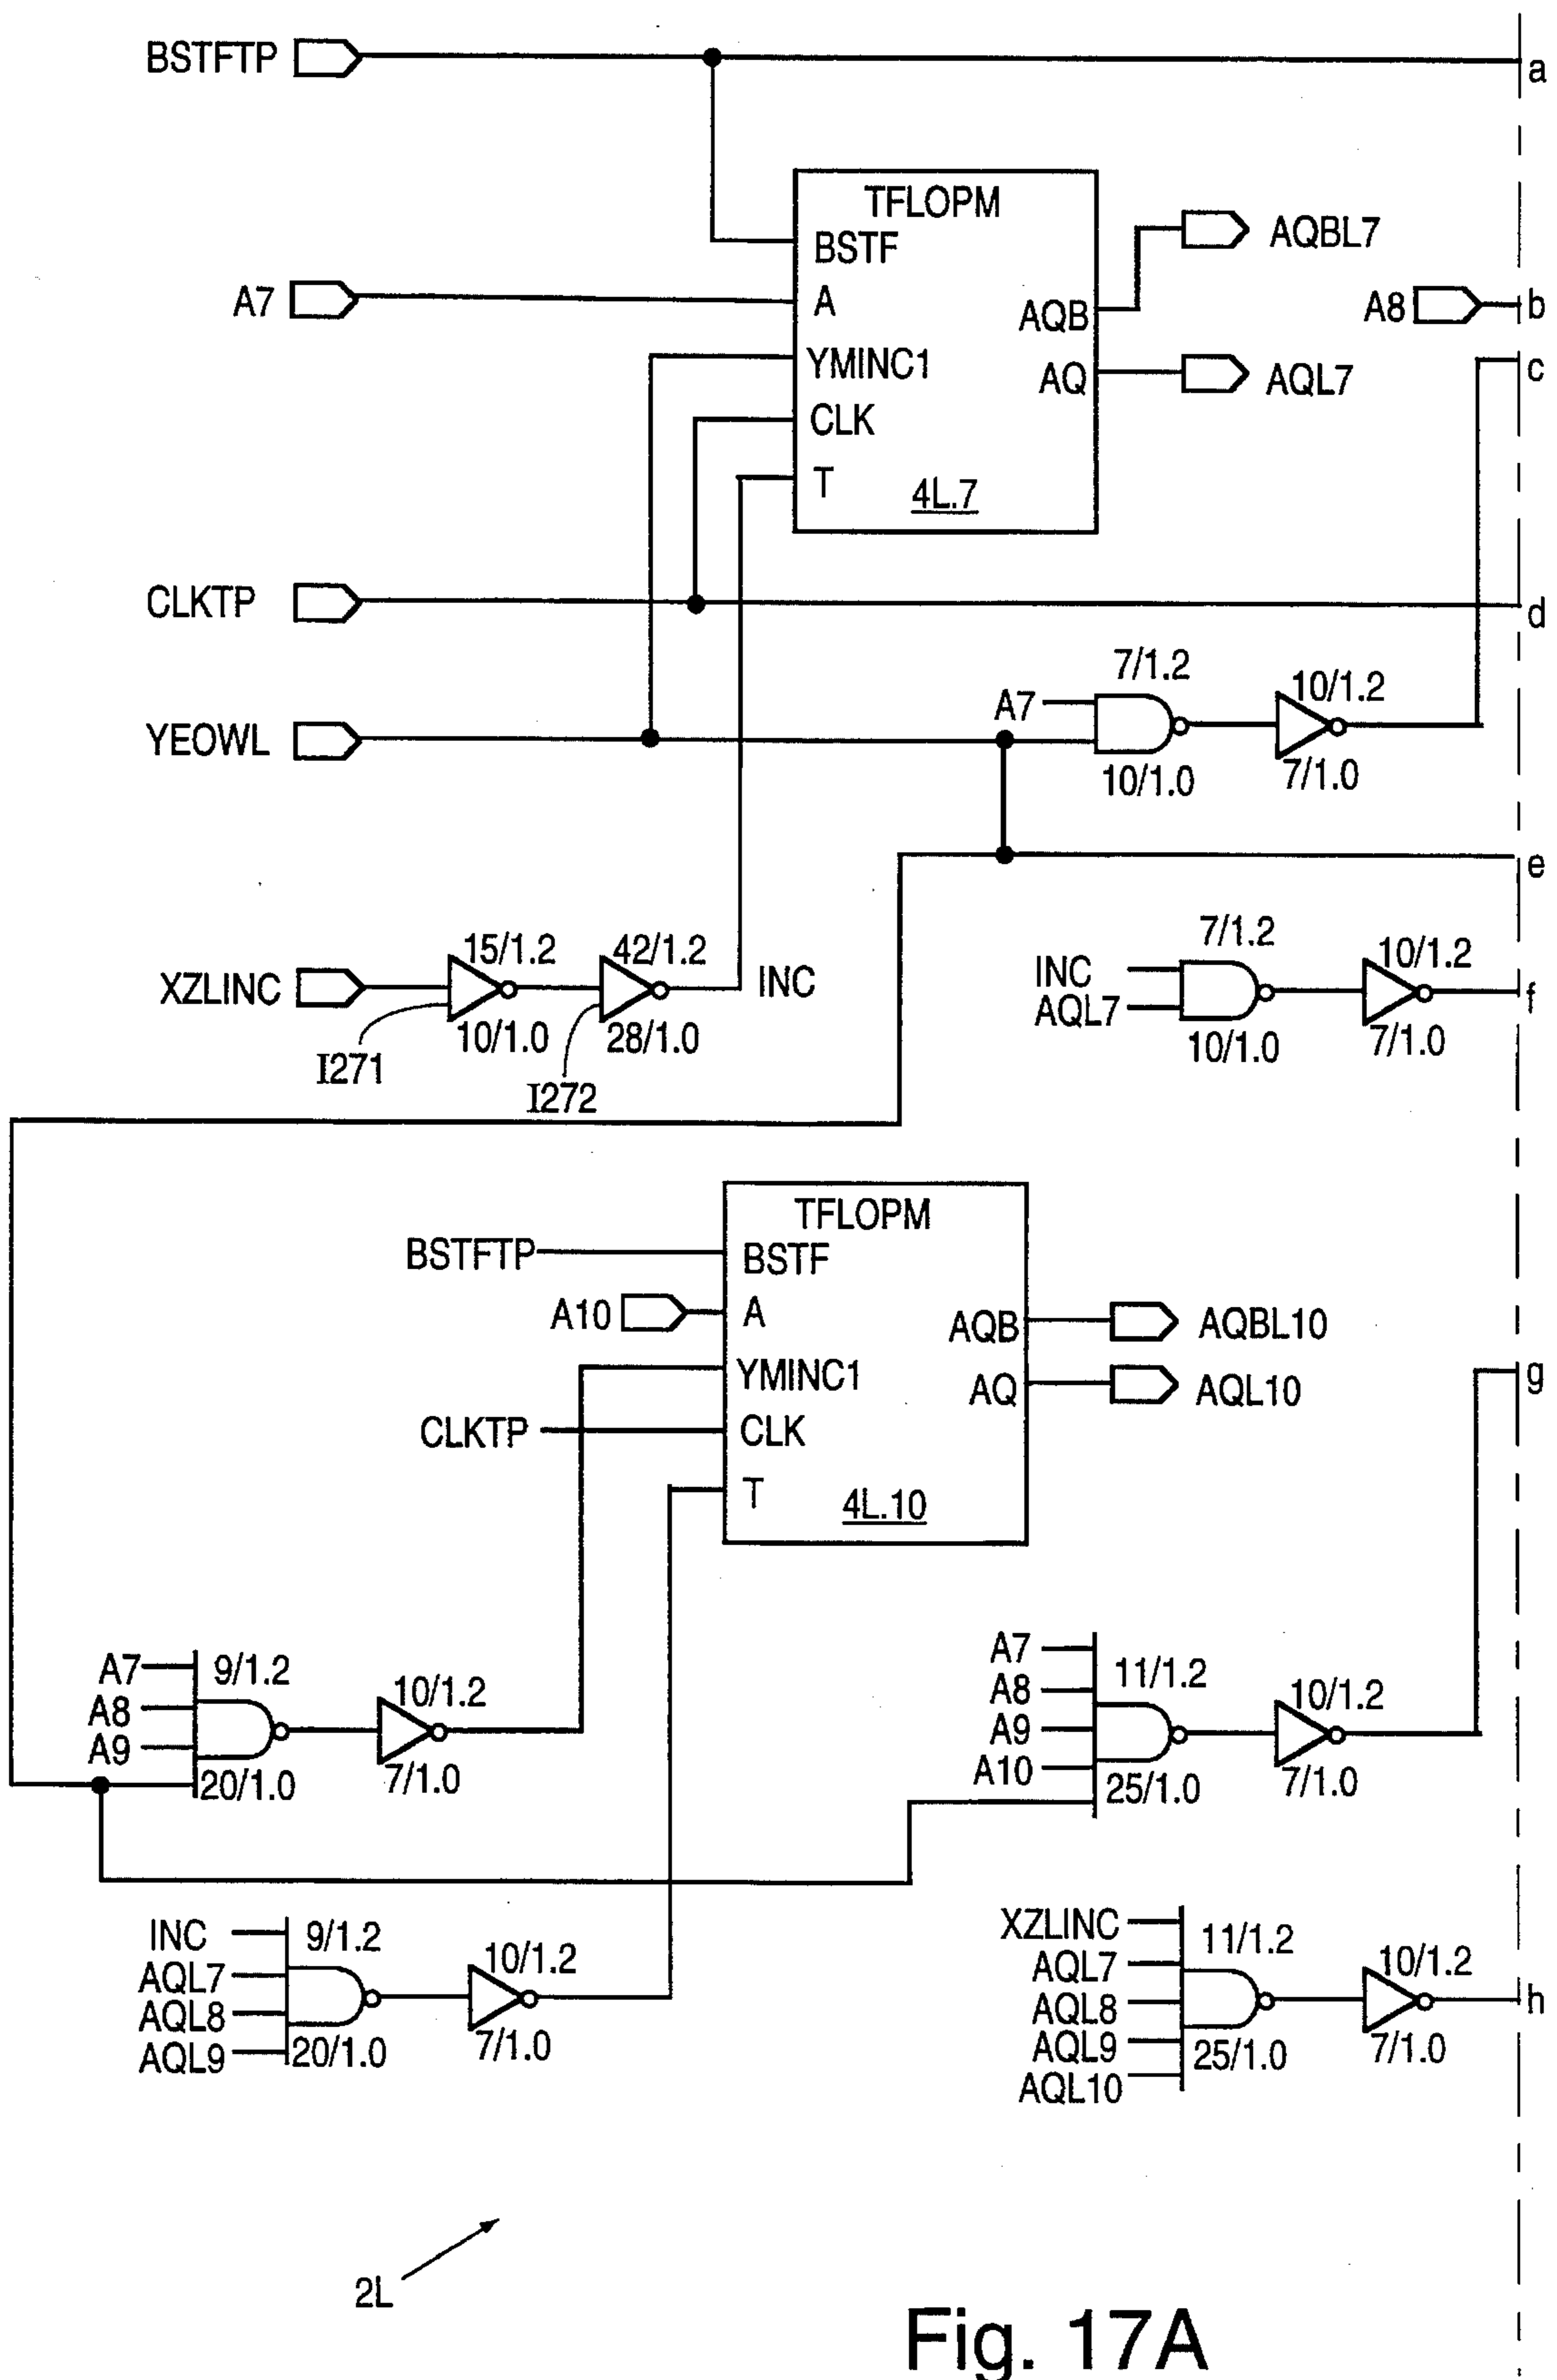 BSTFTP
a
TFLOPM
BSTF
AQBL7
A7
A
AQB
A8
b
YMINC1
AQ
AQL7
c
CLK
T
4L.7
CLKTP
d
7/1.2
10/1.2
A7
YEOWL
10/1.0
7/1.0
e
15/1.2
42/1.2
7/1.2
10/1.2
XZLINC
INC
INC
AQL7
f
10/1.0
28/1.0
10/1.0
7/1.0
I271
I272
TFLOPM
BSTFTP
BSTF
A10
A
AQB
AQBL10
YMINC1
AQ
AQL10
g
CLKTP
CLK
T
4L.10
A7
9/1.2
10/1.2
A8
A9
20/1.0
7/1.0
A7
11/1.2
10/1.2
A8
A9
A10
25/1.0
7/1.0
INC
9/1.2
10/1.2
AQL7
AQL8
AQL9
20/1.0
7/1.0
XZLINC
11/1.2
10/1.2
AQL7
AQL8
h
AQL9
25/1.0
7/1.0
AQL10
2L
Fig. 17A